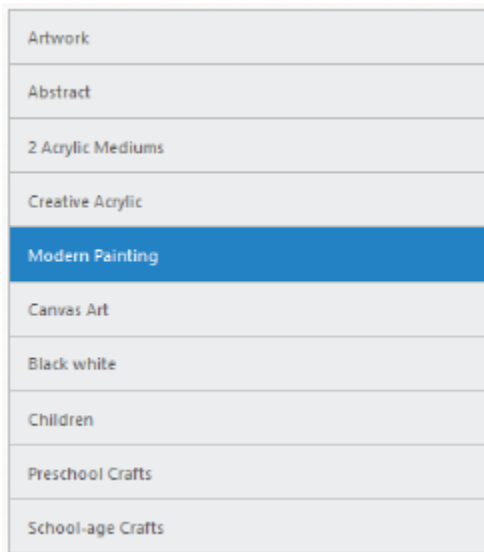 Artwork
Abstract
2 Acrylic Mediums
Creative Acrylic
Modern Painting
Canvas Art
Black white
Children
Preschool Crafts
School-age Crafts